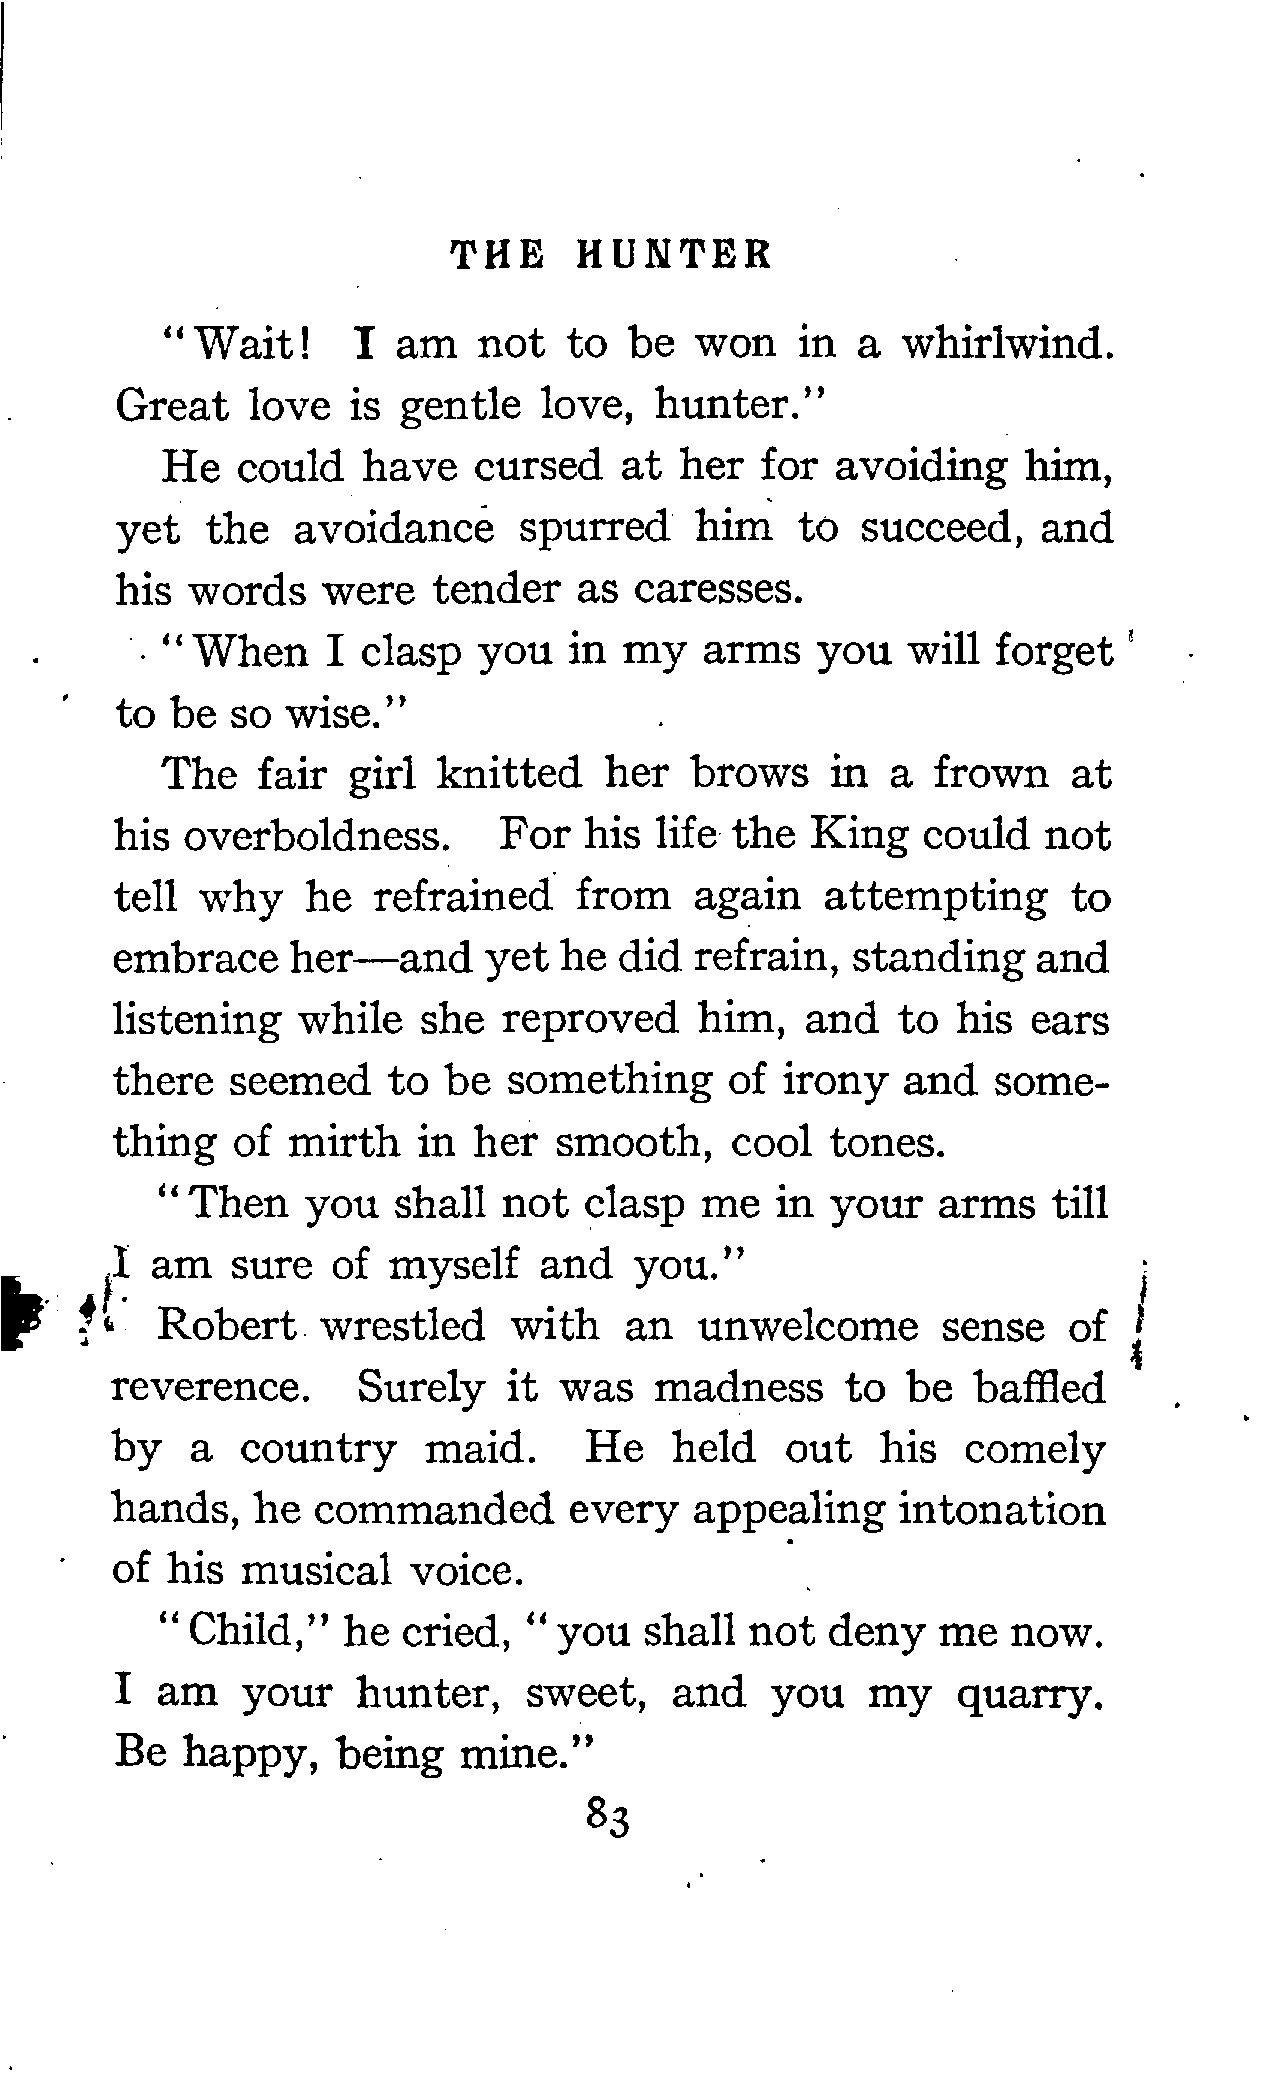 THE HUNTER
“Wait! I am not to be won in a whirlwind.
Great love is gentle love, hunter.”
He could have cursed at her for avoiding him,
yet the avoidance spurred him to succeed, and
his words were tender as caresses.
“When I clasp you in my arms you will forget
to be so wise.”
The fair girl knitted her brows in a frown at
his overboldness. For his life the King could not
tell why he refrained from again attempting to
embrace her—and yet he did refrain, standing and
listening while she reproved him, and to his ears
there seemed to be something of irony and some-
thing of mirth in her smooth, cool tones.
“Then you shall not clasp me in your arms till
I am sure of myself and you.”
Robert wrestled with an unwelcome sense of
reverence. Surely it was madness to be baffled
by a country maid. He held out his comely
hands, he commanded every appealing intonation
of his musical voice.
“Child,” he cried, “you shall not deny me now.
I am your hunter, sweet, and you my quarry.
Be happy, being mine.”
83